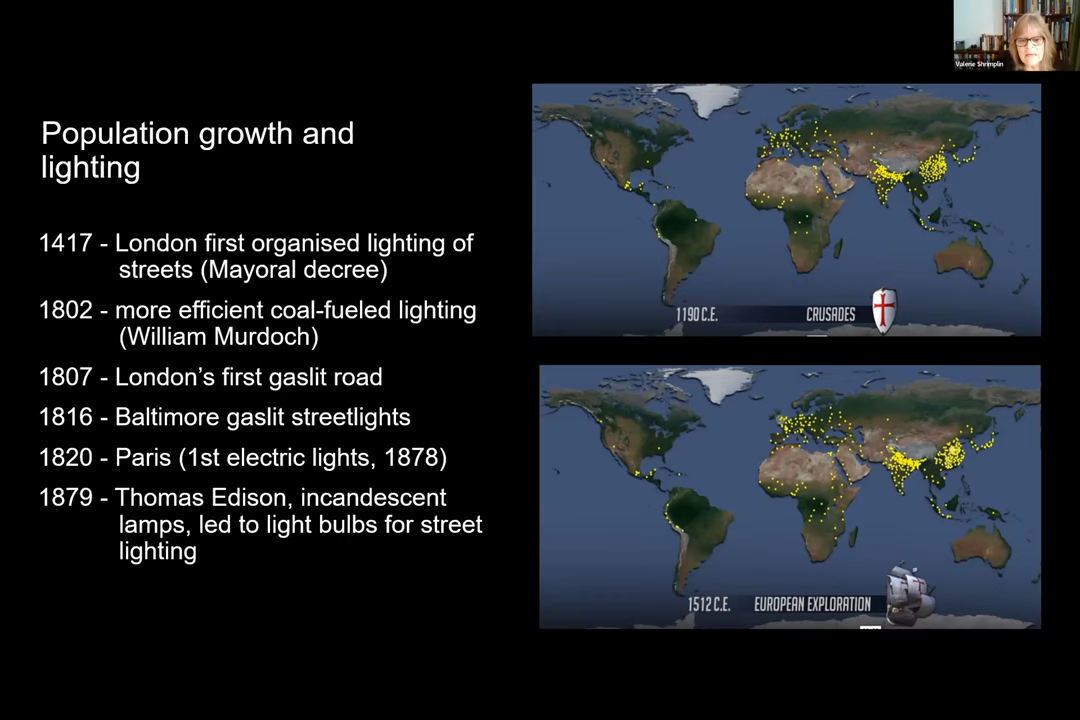 Valerie Shrimplin
Population growth and
lighting
1417 - London first organised lighting of
streets (Mayoral decree)
1802 - more efficient coal-fueled lighting
(William Murdoch)
1807 - London's first gaslit road
1816 - Baltimore gaslit streetlights
1820 - Paris (1st electric lights, 1878)
1879 - Thomas Edison, incandescent
lamps, led to light bulbs for street
lighting
1190 C.E. CRUSADES
1512 C.E. EUROPEAN EXPLORATION